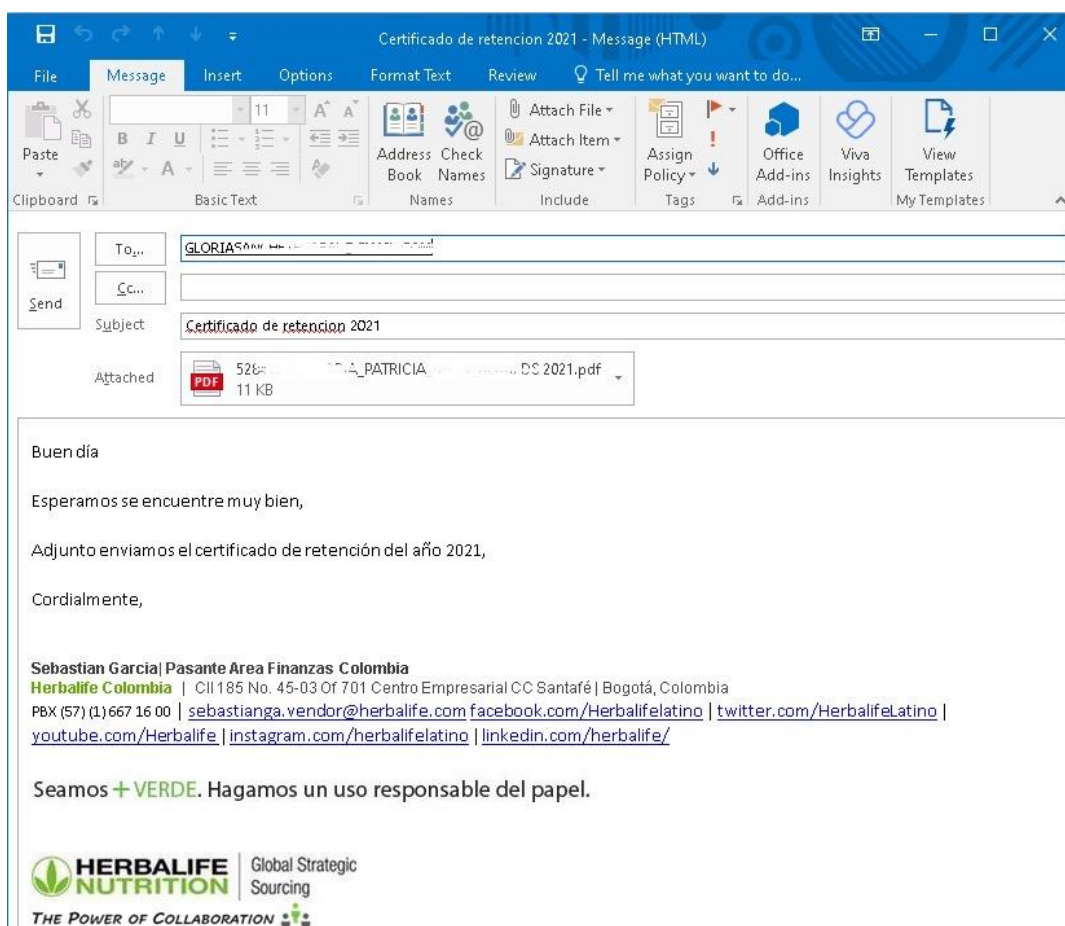 Certificado de retencion 2021 - Message (HTML)
File Message Insert Options Format Text Review Tell me what you want to do...
11 A A
Attach File
Paste B I U Address Book Check Names Attach Item Assign Policy Office Add-ins Viva Insights View Templates
Signature
Clipboard Basic Text Names Include Tags Add-ins My Templates
To...
Cc...
Send
Subject Certificado de retencion 2021
Attached PATRICIA 2021.pdf
PDF 11 KB
Buen día
Esperamos se encuentre muy bien,
Adjunto enviamos el certificado de retención del año 2021,
Cordialmente,
Sebastian Garcia| Pasante Area Finanzas Colombia
Herbalife Colombia | Cll 185 No. 45-03 Of 701 Centro Empresarial CC Santafé | Bogotá, Colombia
PBX (57) (1) 667 16 00 | sebastianga.vendor@herbalife.com facebook.com/Herbalifelatino | twitter.com/HerbalifeLatino |
youtube.com/Herbalife | instagram.com/herbalifelatino | linkedin.com/herbalife/
Seamos + VERDE. Hagamos un uso responsable del papel.
HERBALIFE Global Strategic
NUTRITION Sourcing
THE POWER OF COLLABORATION